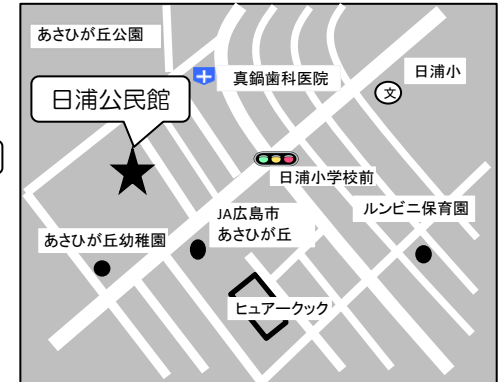 あさひが丘公園
真鍋歯科医院
日浦小
文
日浦公民館
日浦小学校前
JA広島市
あさひが丘
ルンビニ保育園
あさひが丘幼稚園
ヒュアークック